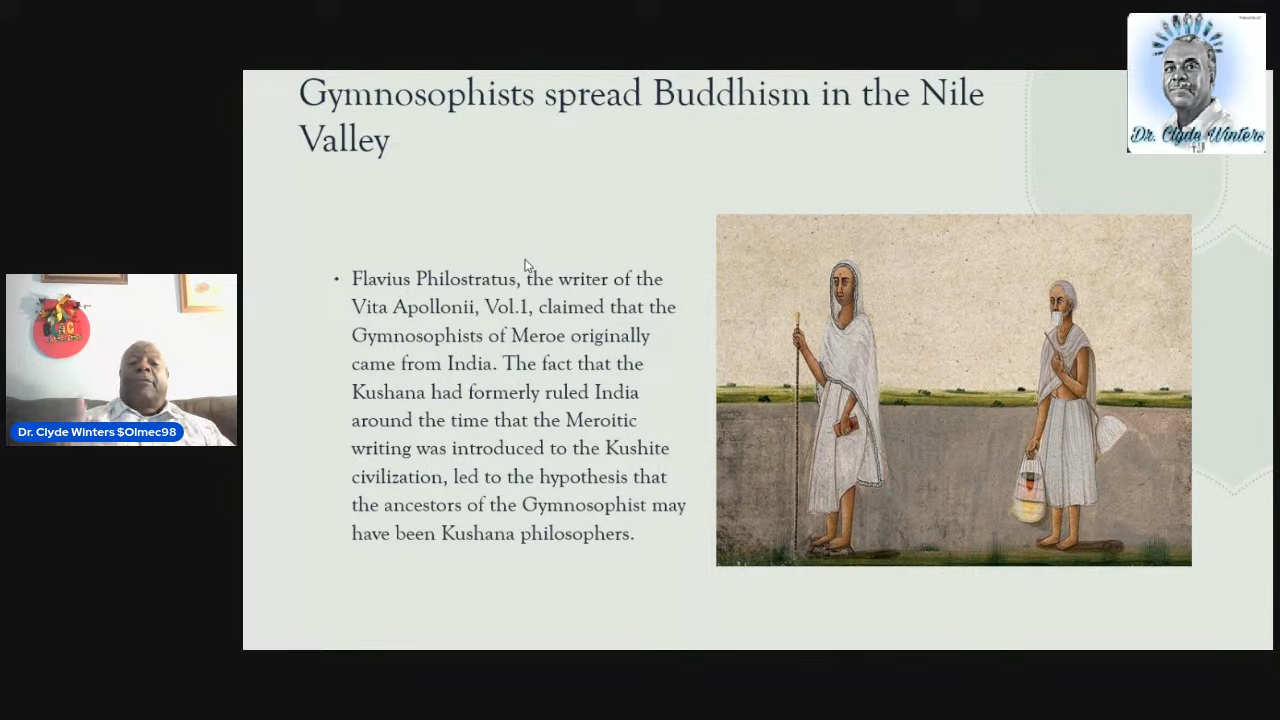 Gymnosophists spread Buddhism in the Nile
Valley
• Flavius Philostratus, the writer of the
Vita Apollonii, Vol.1, claimed that the
Gymnosophists of Meroe originally
came from India. The fact that the
Kushana had formerly ruled India
around the time that the Meroitic
writing was introduced to the Kushite
civilization, led to the hypothesis that
the ancestors of the Gymnosophist may
have been Kushana philosophers.
Dr. Clyde Winters
Dr. Clyde Winters $Olmec98